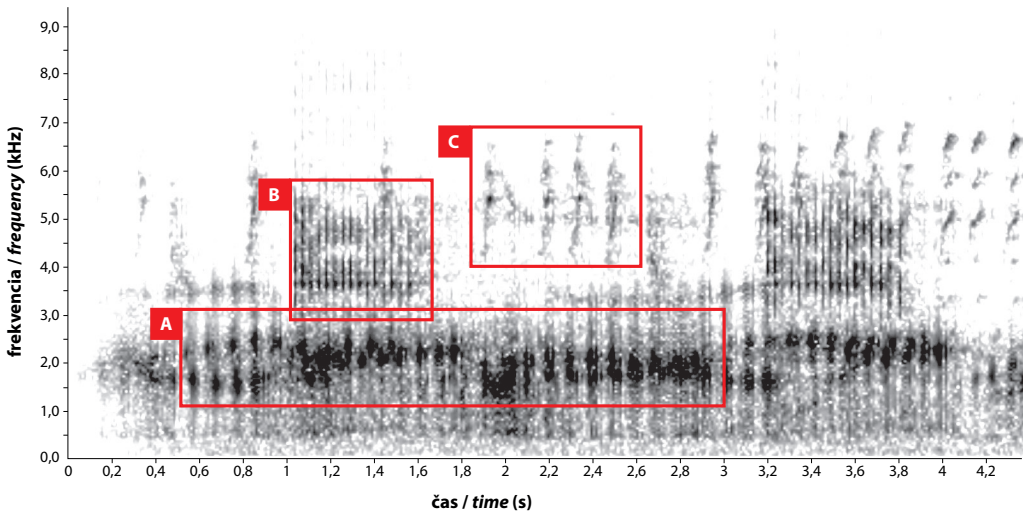 frekvencia / frequency (kHz)
9,0
8,0
7,0
6,0
5,0
4,0
3,0
2,0
1,0
0,0
C
B
A
0 0,2 0,4 0,6 0,8 1 1,2 1,4 1,6 1,8 2 2,2 2,4 2,6 2,8 3 3,2 3,4 3,6 3,8 4 4,2
čas / time (s)